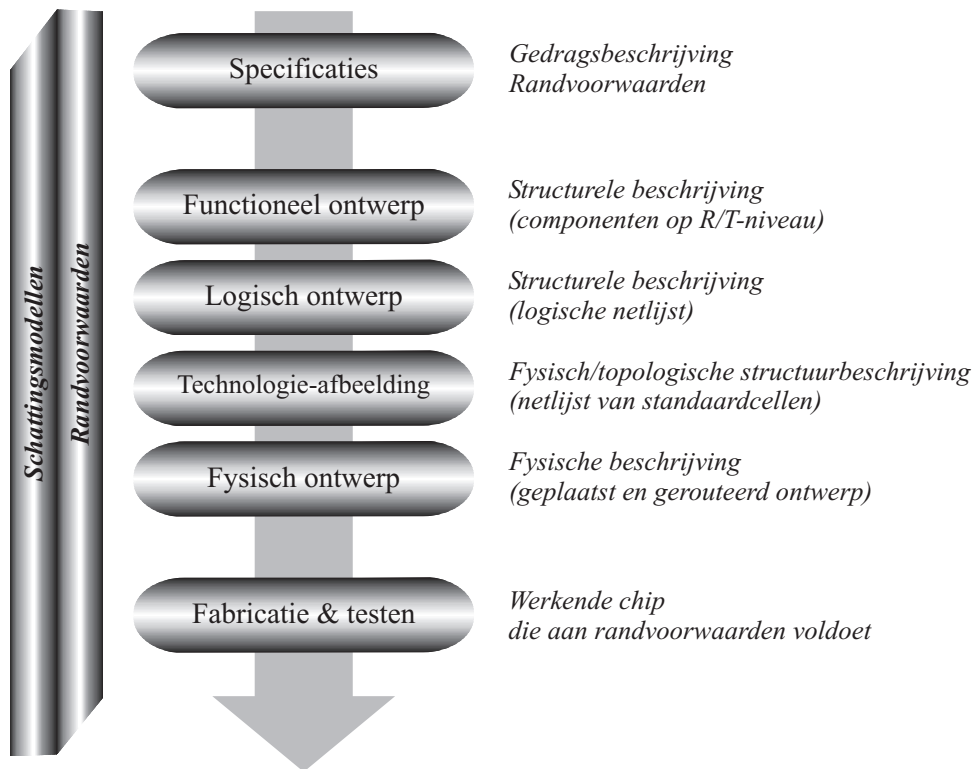 Schattingsmodellen
Randvoorwaarden
Specificaties
Gedragsbeschrijving
Randvoorwaarden
Functioneel ontwerp
Structurele beschrijving
(componenten op R/T-niveau)
Logisch ontwerp
Structurele beschrijving
(logische netlijst)
Technologie-afbeelding
Fysisch/topologische structuurbeschrijving
(netlijst van standaardcellen)
Fysisch ontwerp
Fysische beschrijving
(geplaatst en gerouteerd ontwerp)
Fabricatie & testen
Werkende chip
die aan randvoorwaarden voldoet